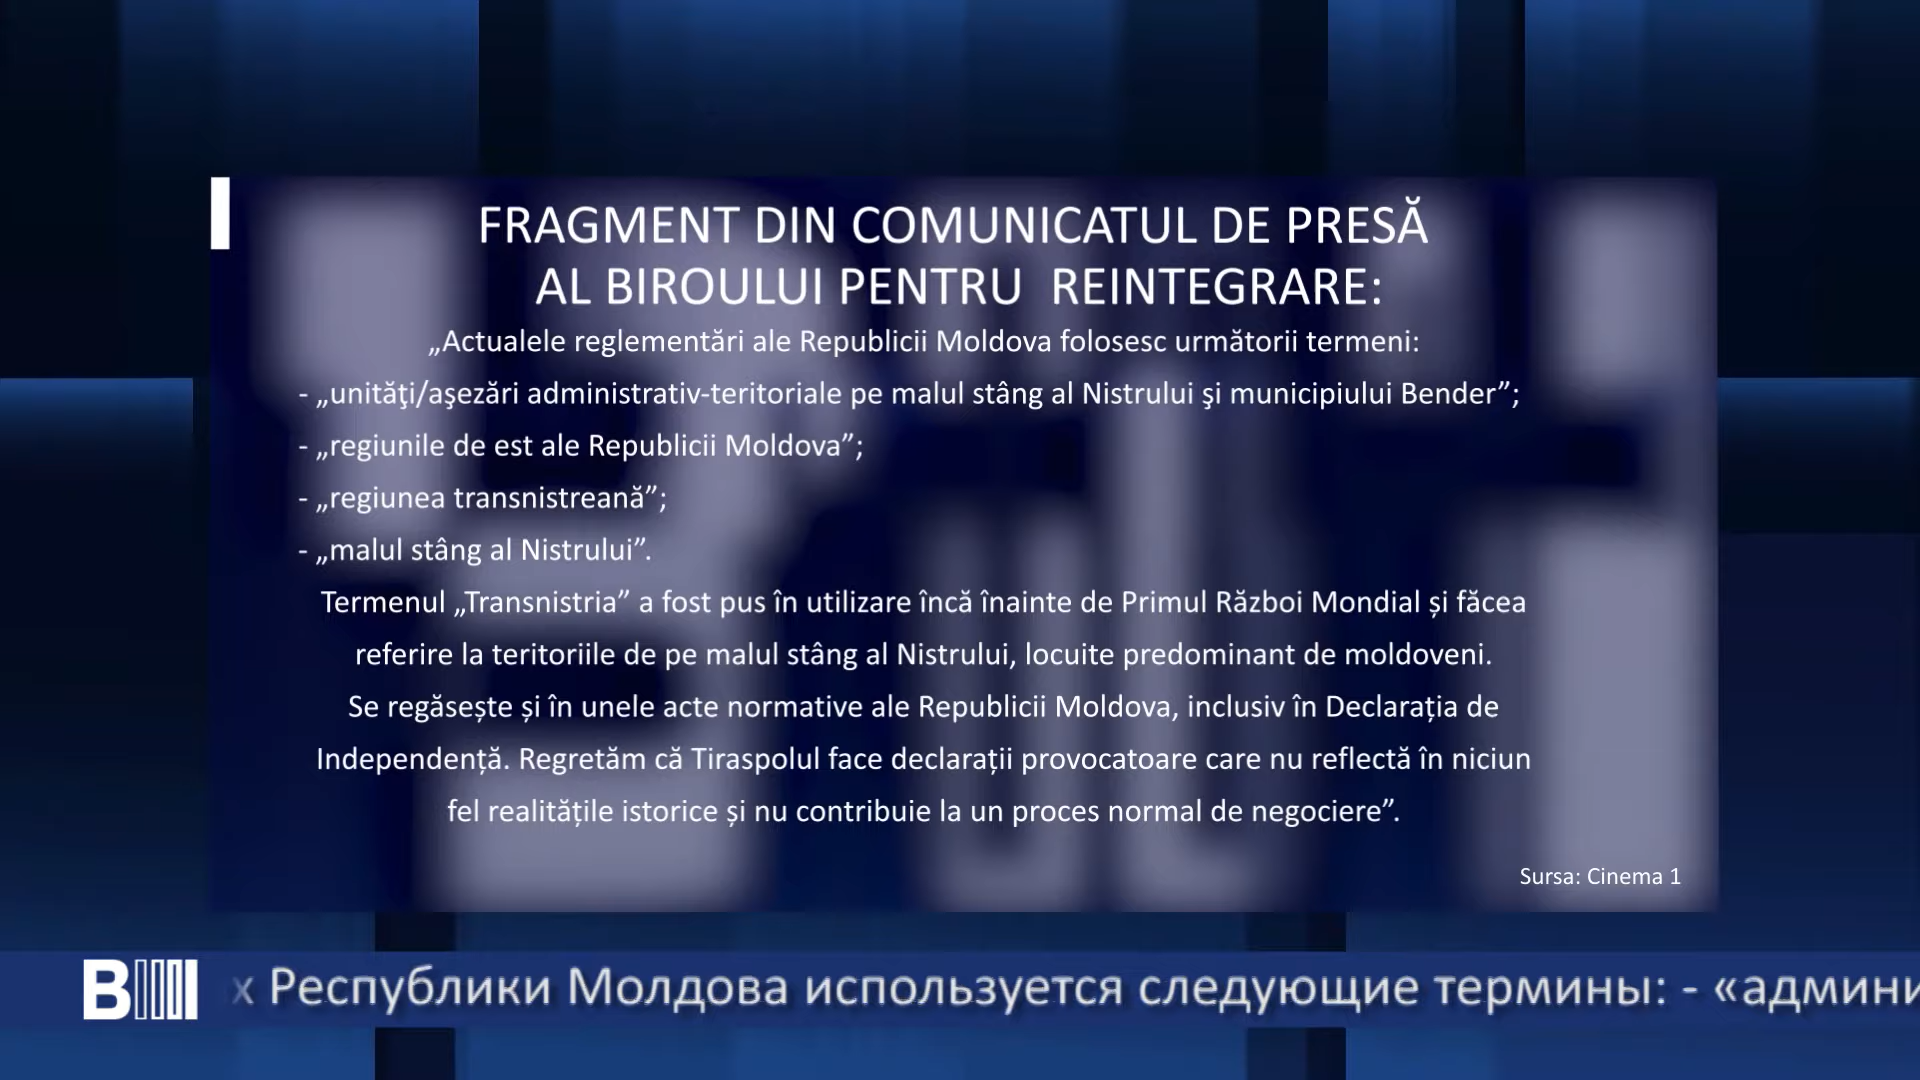 FRAGMENT DIN COMUNICATUL DE PRESĂ
AL BIROULUI PENTRU REINTEGRARE:
„Actualele reglementări ale Republicii Moldova folosesc următorii termeni:
- „unităţi/aşezări administrativ-teritoriale pe malul stâng al Nistrului şi municipiului Bender”;
- „regiunile de est ale Republicii Moldova”;
- „regiunea transnistreană”;
- „malul stâng al Nistrului”.
Termenul „Transnistria” a fost pus în utilizare încă înainte de Primul Război Mondial și făcea
referire la teritoriile de pe malul stâng al Nistrului, locuite predominant de moldoveni.
Se regăsește și în unele acte normative ale Republicii Moldova, inclusiv în Declarația de
Independență. Regretăm că Tiraspolul face declarații provocatoare care nu reflectă în niciun
fel realitățile istorice și nu contribuie la un proces normal de negociere”.
Sursa: Cinema 1
х Республики Молдова используется следующие термины: - «админи